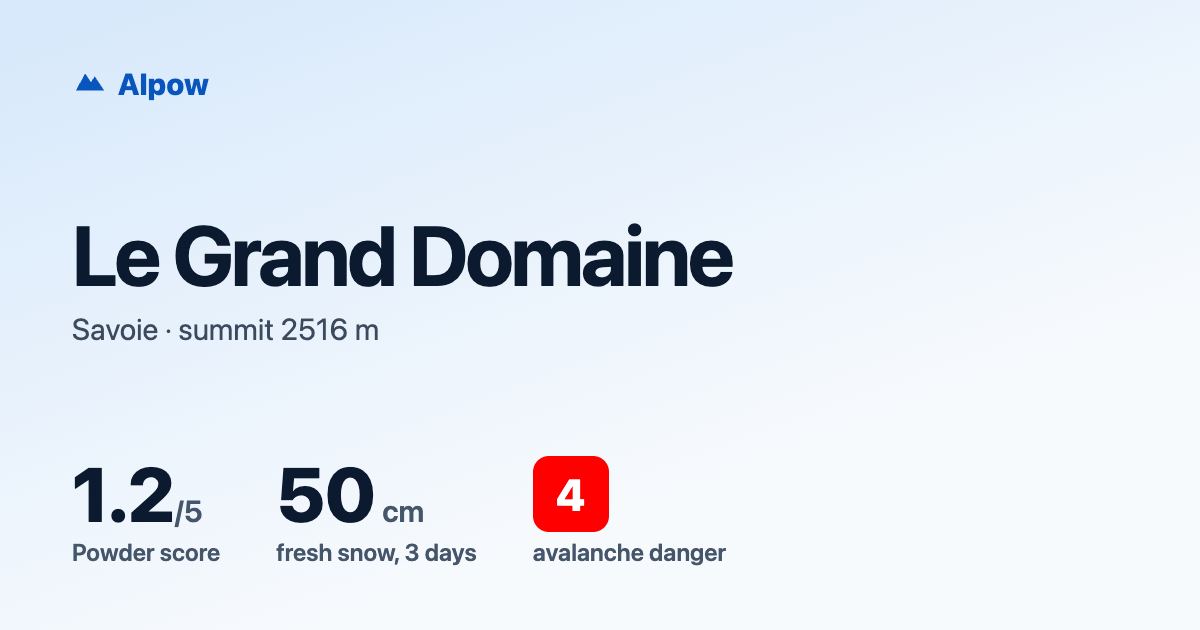 Alpow
Le Grand Domaine
Savoie · summit 2516 m
1.2/5
Powder score
50 cm
fresh snow, 3 days
4
avalanche danger